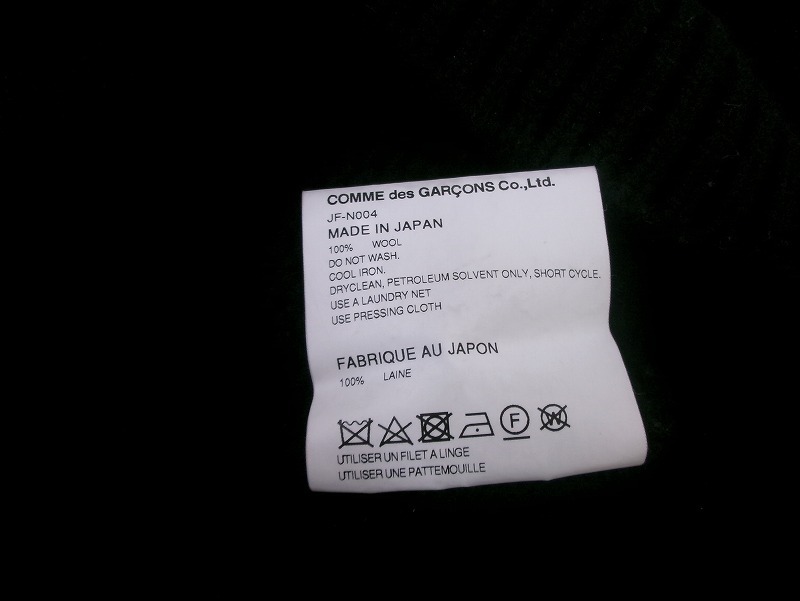 COMME des GARÇONS Co.,Ltd.
JF-N004
MADE IN JAPAN
100% WOOL
DO NOT WASH.
COOL IRON.
DRYCLEAN, PETROLEUM SOLVENT ONLY, SHORT CYCLE.
USE A LAUNDRY NET
USE PRESSING CLOTH
FABRIQUE AU JAPON
100% LAINE
F W
UTILISER UN FILET A LINGE
UTILISER UNE PATTEMOUILLE